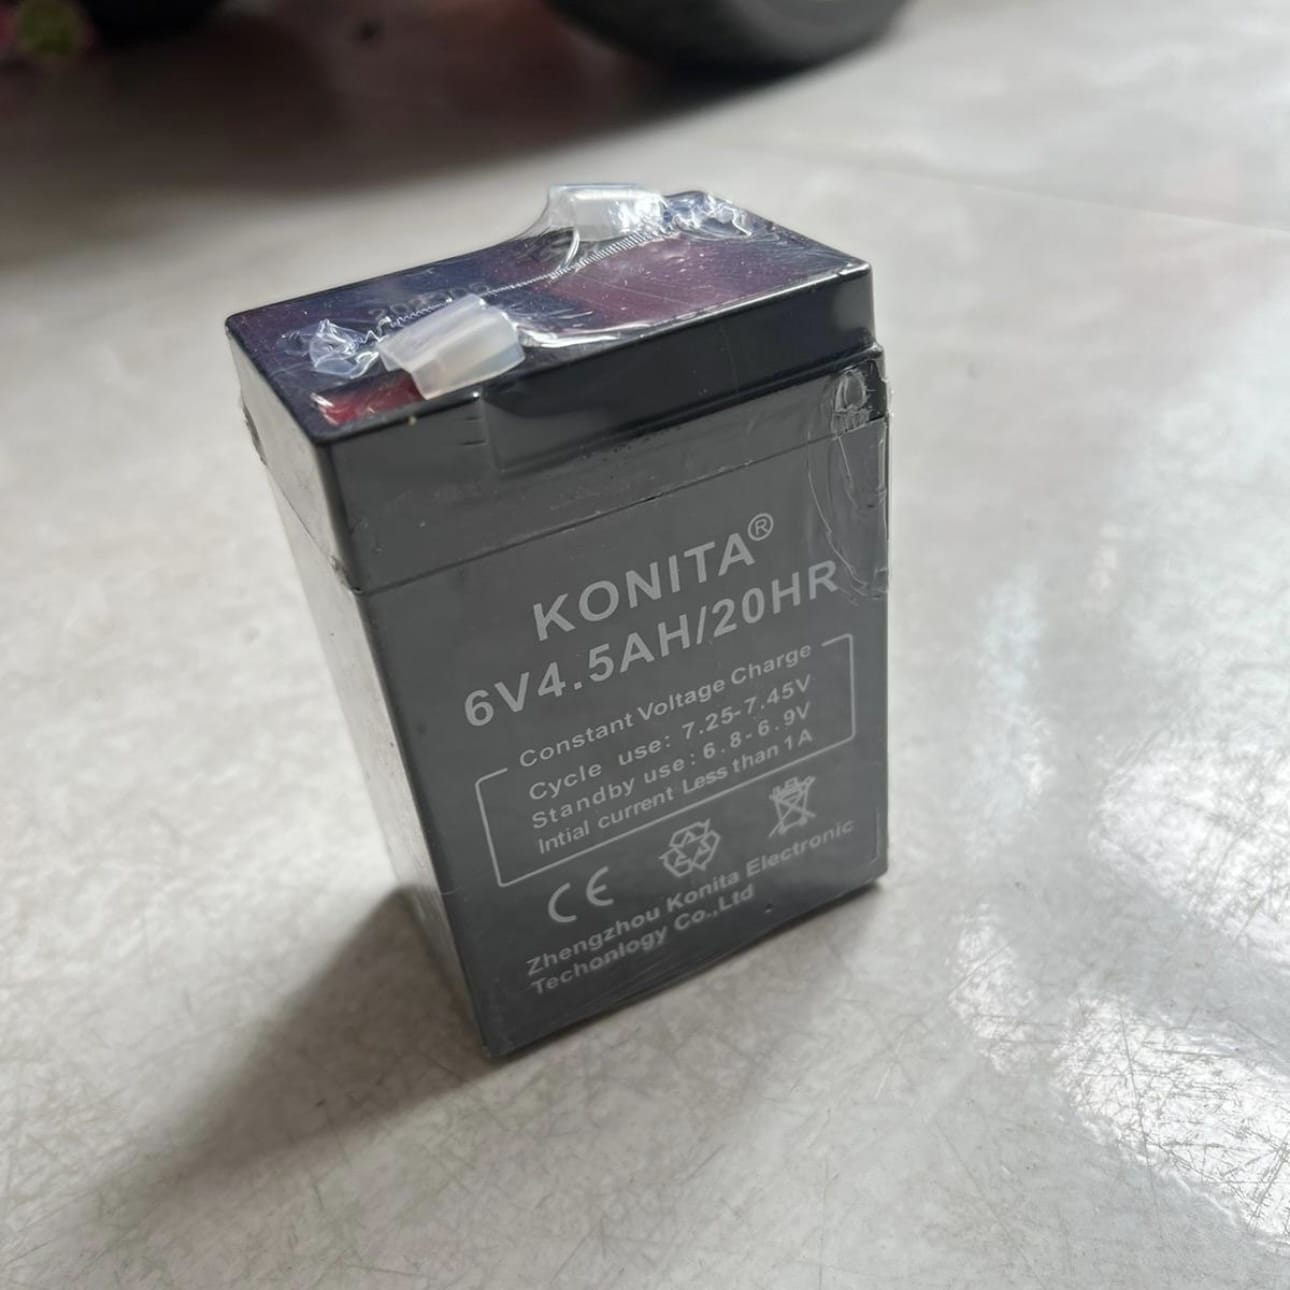 KONITA®
6V4.5AH/20HR
Constant Voltage Charge
Cycle use: 7.25-7.45V
Standby use: 6.8-6.9V
Intial current Less than 1A
CE
Zhengzhou Konita Electronic
Techonlogy Co.,Ltd